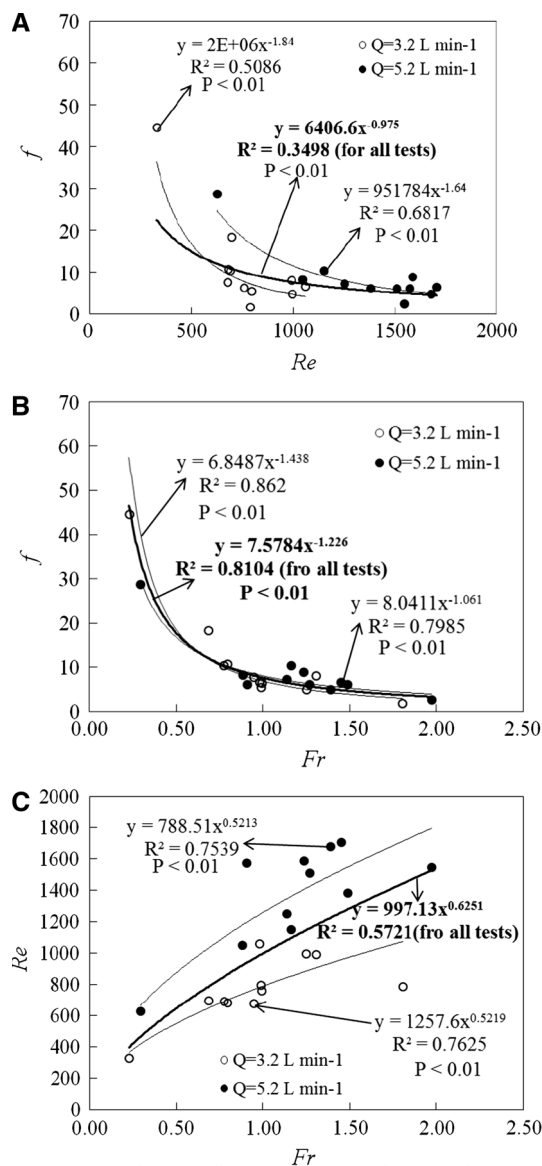 A
70
60
50
40
30
20
10
0
f
y = 2E+06x-1.84
R² = 0.5086
P < 0.01
Q=3.2 L min-1
Q=5.2 L min-1
y = 6406.6x-0.975
R² = 0.3498 (for all tests)
P < 0.01
y = 951784x-1.64
R² = 0.6817
P < 0.01
0 500 1000 1500 2000
Re
B
70
60
50
40
30
20
10
0
f
Q=3.2 L min-1
Q=5.2 L min-1
y = 6.8487x-1.438
R² = 0.862
P < 0.01
y = 7.5784x-1.226
R² = 0.8104 (fro all tests)
P < 0.01
y = 8.0411x-1.061
R² = 0.7985
P < 0.01
0.00 0.50 1.00 1.50 2.00 2.50
Fr
C
2000
1800
1600
1400
1200
1000
800
600
400
200
0
Re
y = 788.51x0.5213
R² = 0.7539
P < 0.01
y = 997.13x0.6251
R² = 0.5721(fro all tests)
y = 1257.6x0.5219
R² = 0.7625
P < 0.01
Q=3.2 L min-1
Q=5.2 L min-1
0.00 0.50 1.00 1.50 2.00 2.50
Fr